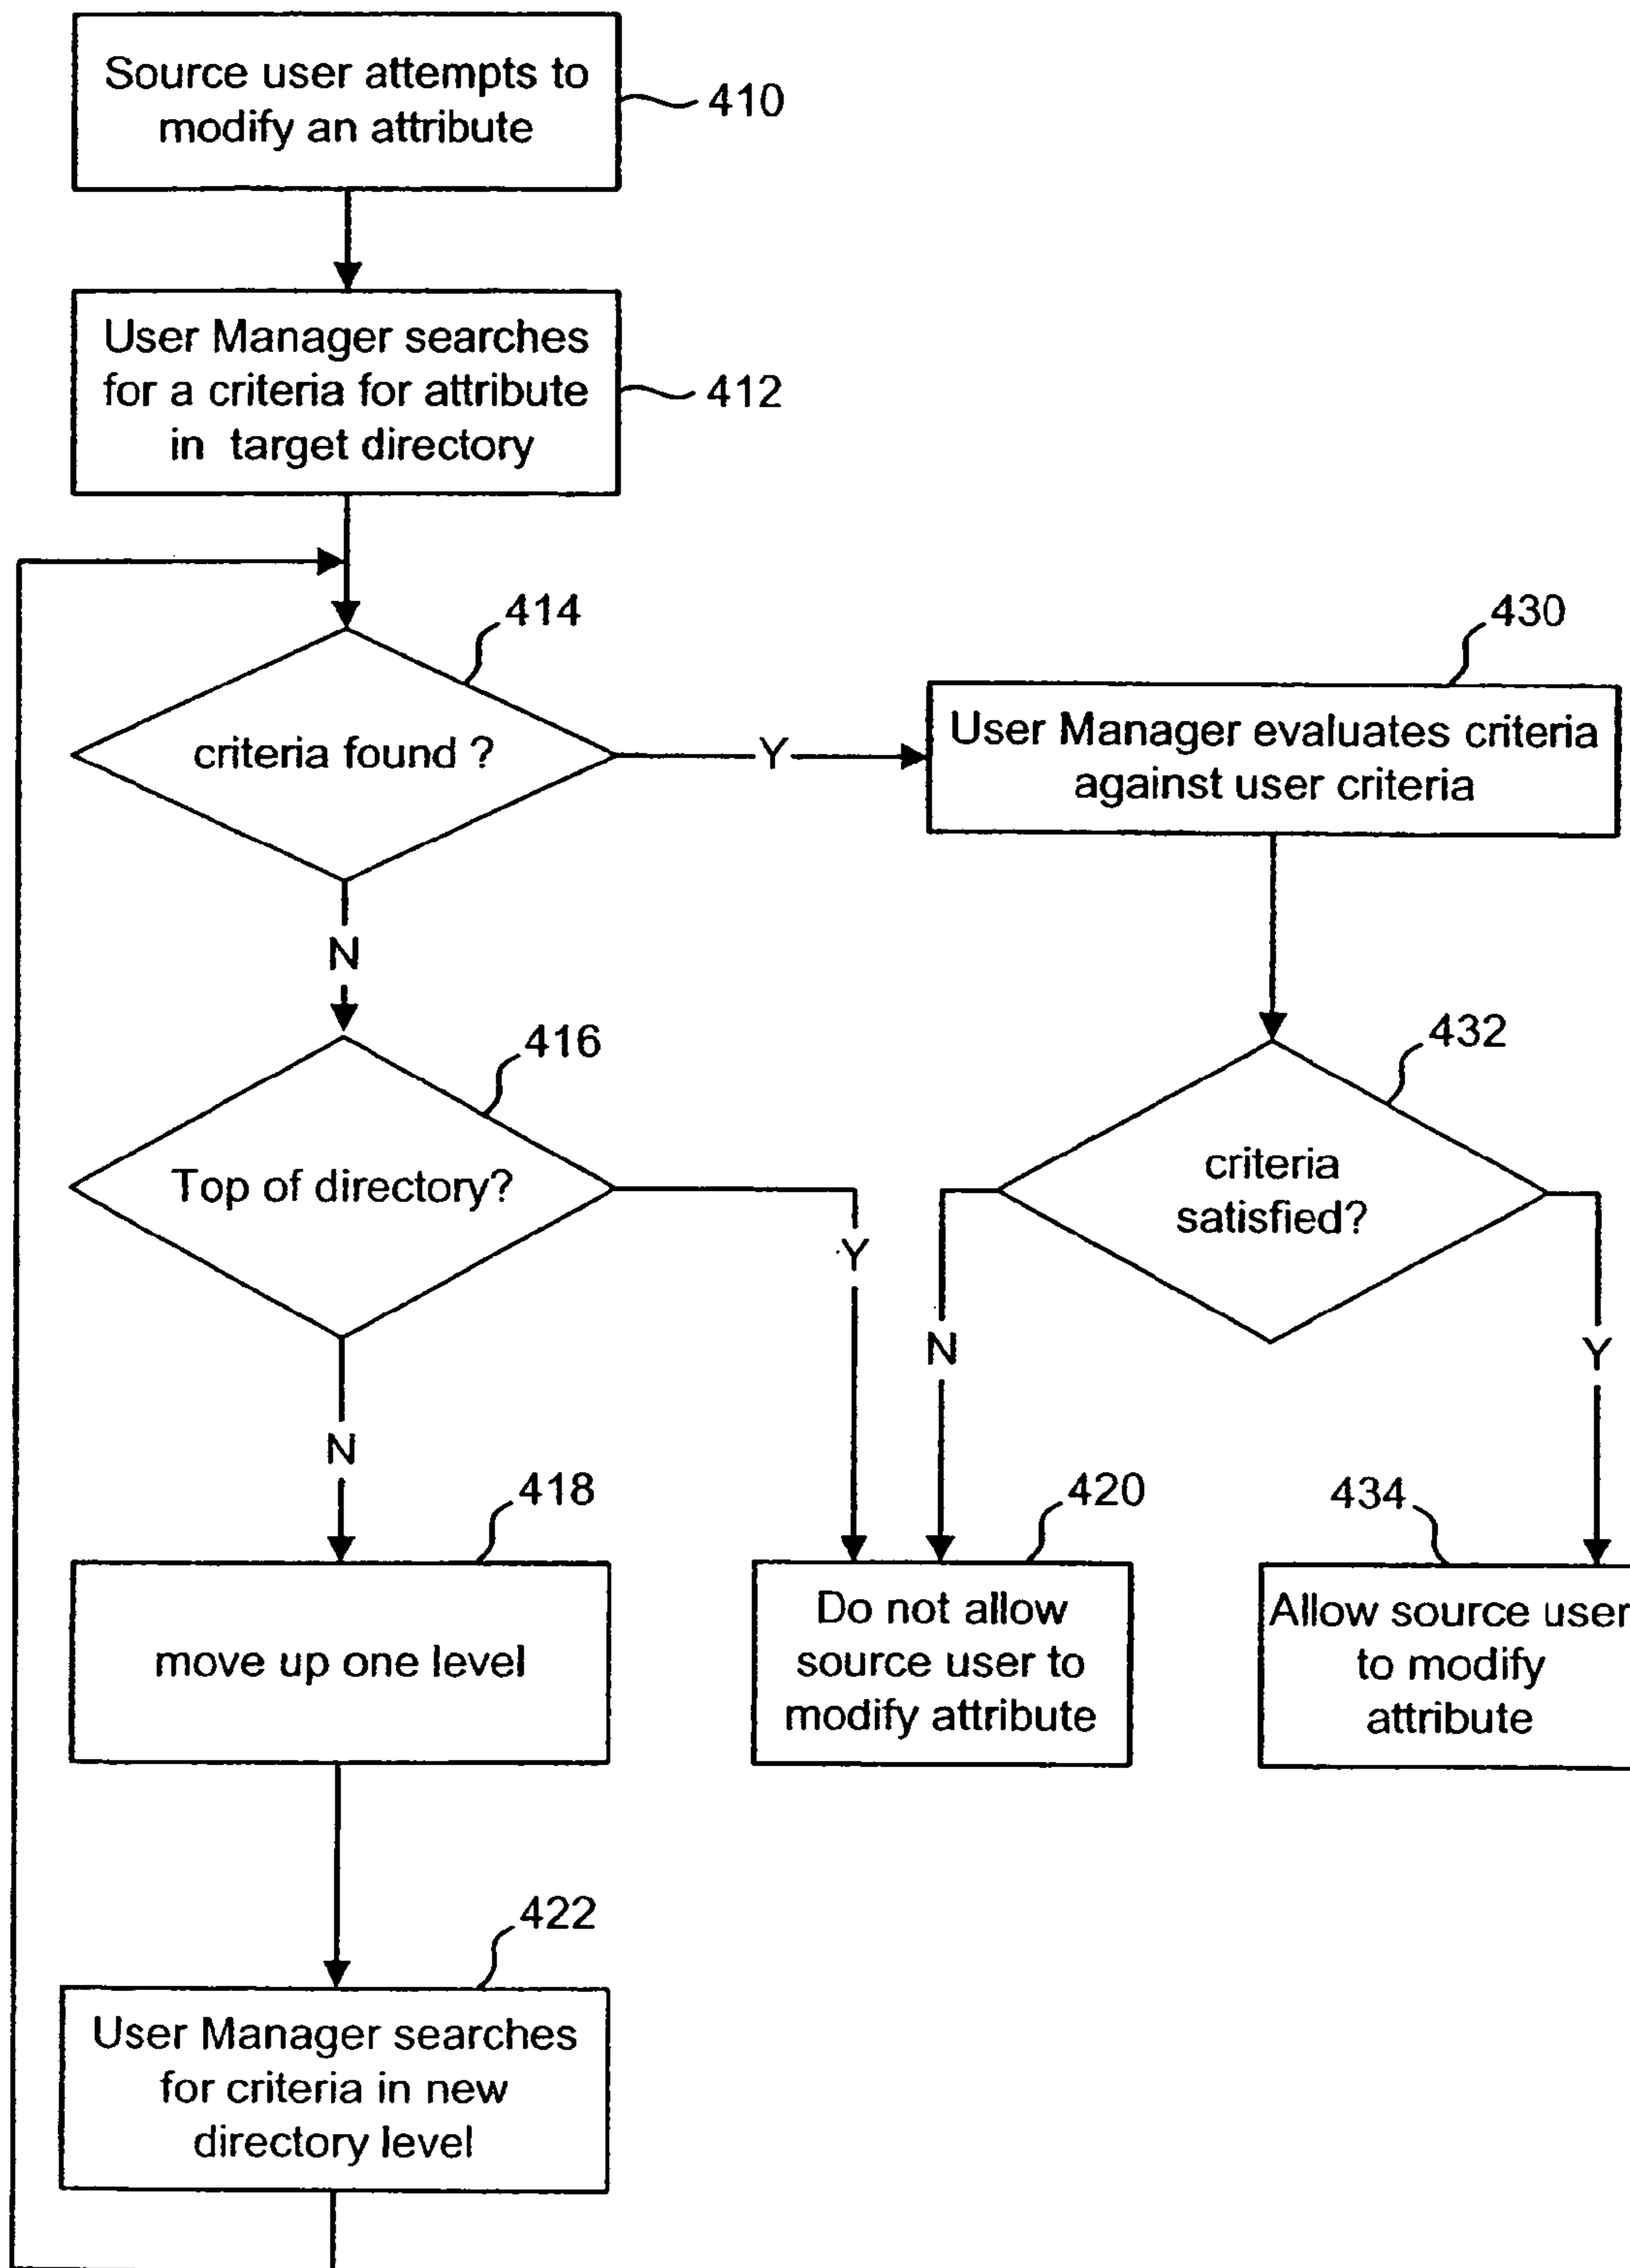 Source user attempts to
modify an attribute
410
User Manager searches
for a criteria for attribute
in target directory
412
414
criteria found ?
Y
430
User Manager evaluates criteria
against user criteria
N
416
Top of directory?
Y
432
criteria
satisfied?
N
Y
N
418
move up one level
420
Do not allow
source user to
modify attribute
434
Allow source user
to modify
attribute
422
User Manager searches
for criteria in new
directory level